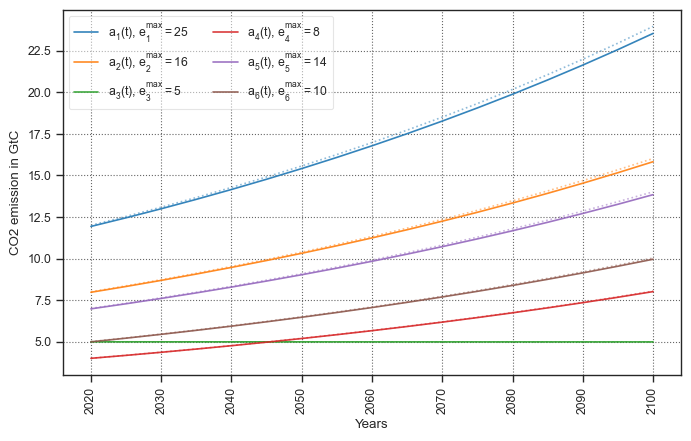 a₁(t), e₁ᵐᵃˣ = 25
a₂(t), e₂ᵐᵃˣ = 16
a₃(t), e₃ᵐᵃˣ = 5
a₄(t), e₄ᵐᵃˣ = 8
a₅(t), e₅ᵐᵃˣ = 14
a₆(t), e₆ᵐᵃˣ = 10
CO2 emission in GtC
22.5
20.0
17.5
15.0
12.5
10.0
7.5
5.0
2020
2030
2040
2050
2060
2070
2080
2090
2100
Years